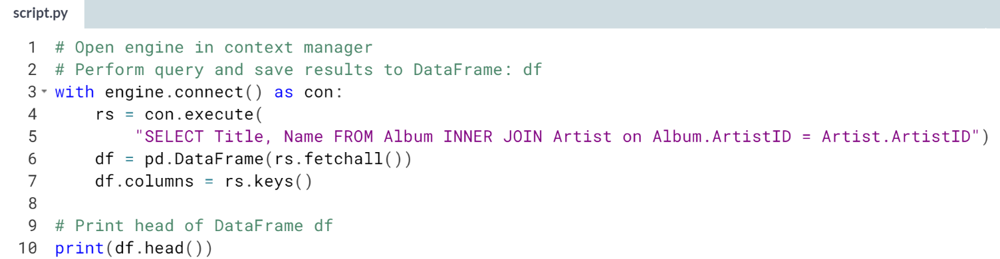 script.py
1 # Open engine in context manager
2 # Perform query and save results to DataFrame: df
3 with engine.connect() as con:
4     rs = con.execute(
5         "SELECT Title, Name FROM Album INNER JOIN Artist on Album.ArtistID = Artist.ArtistID")
6     df = pd.DataFrame(rs.fetchall())
7     df.columns = rs.keys()
8
9 # Print head of DataFrame df
10 print(df.head())